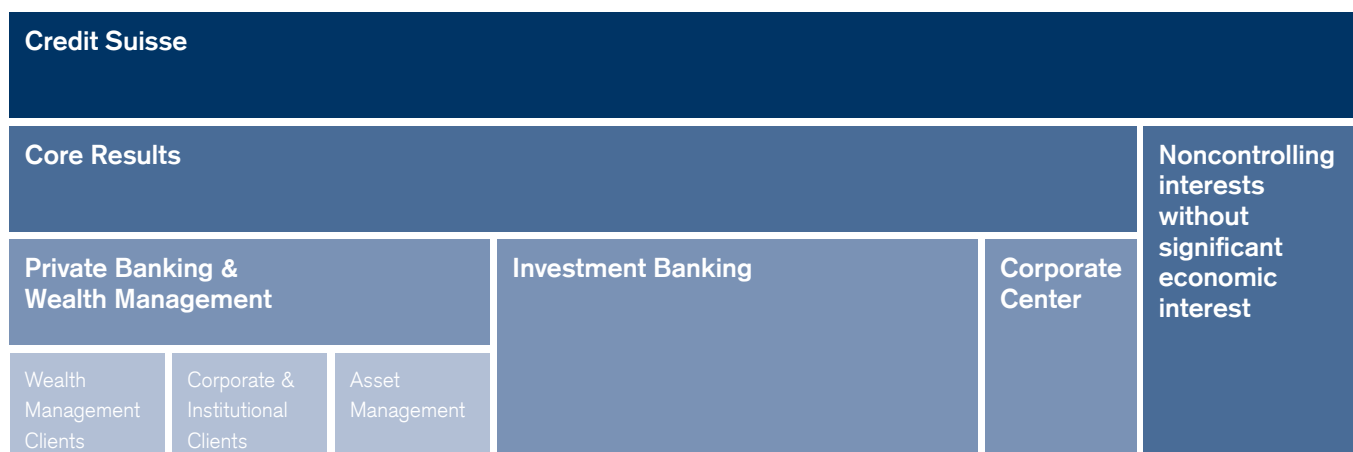 Credit Suisse
Core Results
Noncontrolling
interests
without
significant
economic
interest
Private Banking &
Wealth Management
Investment Banking
Corporate
Center
Wealth
Management
Clients
Corporate &
Institutional
Clients
Asset
Management